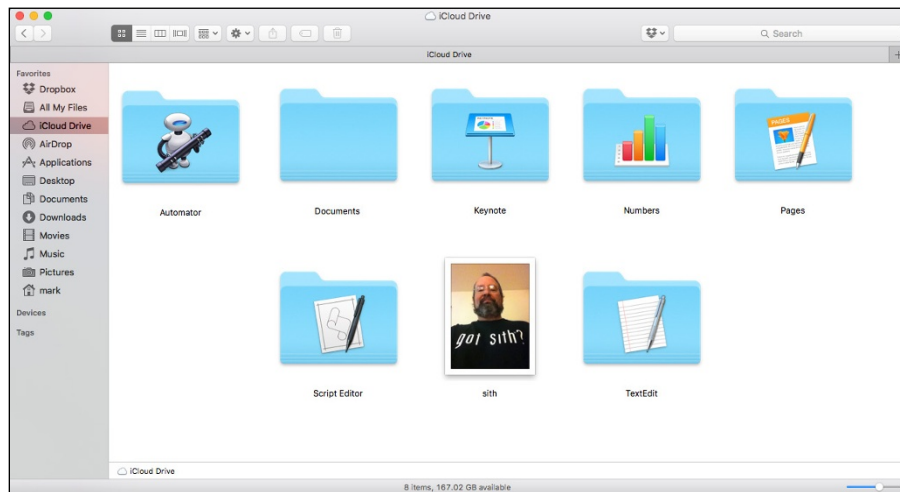 iCloud Drive
Search
iCloud Drive
+
Favorites
Dropbox
All My Files
iCloud Drive
AirDrop
Applications
Desktop
Documents
Downloads
Movies
Music
Pictures
mark
Devices
Tags
PAGES
Automator
Documents
Keynote
Numbers
Pages
got sith?
Script Editor
sith
TextEdit
iCloud Drive
8 items, 167.02 GB available